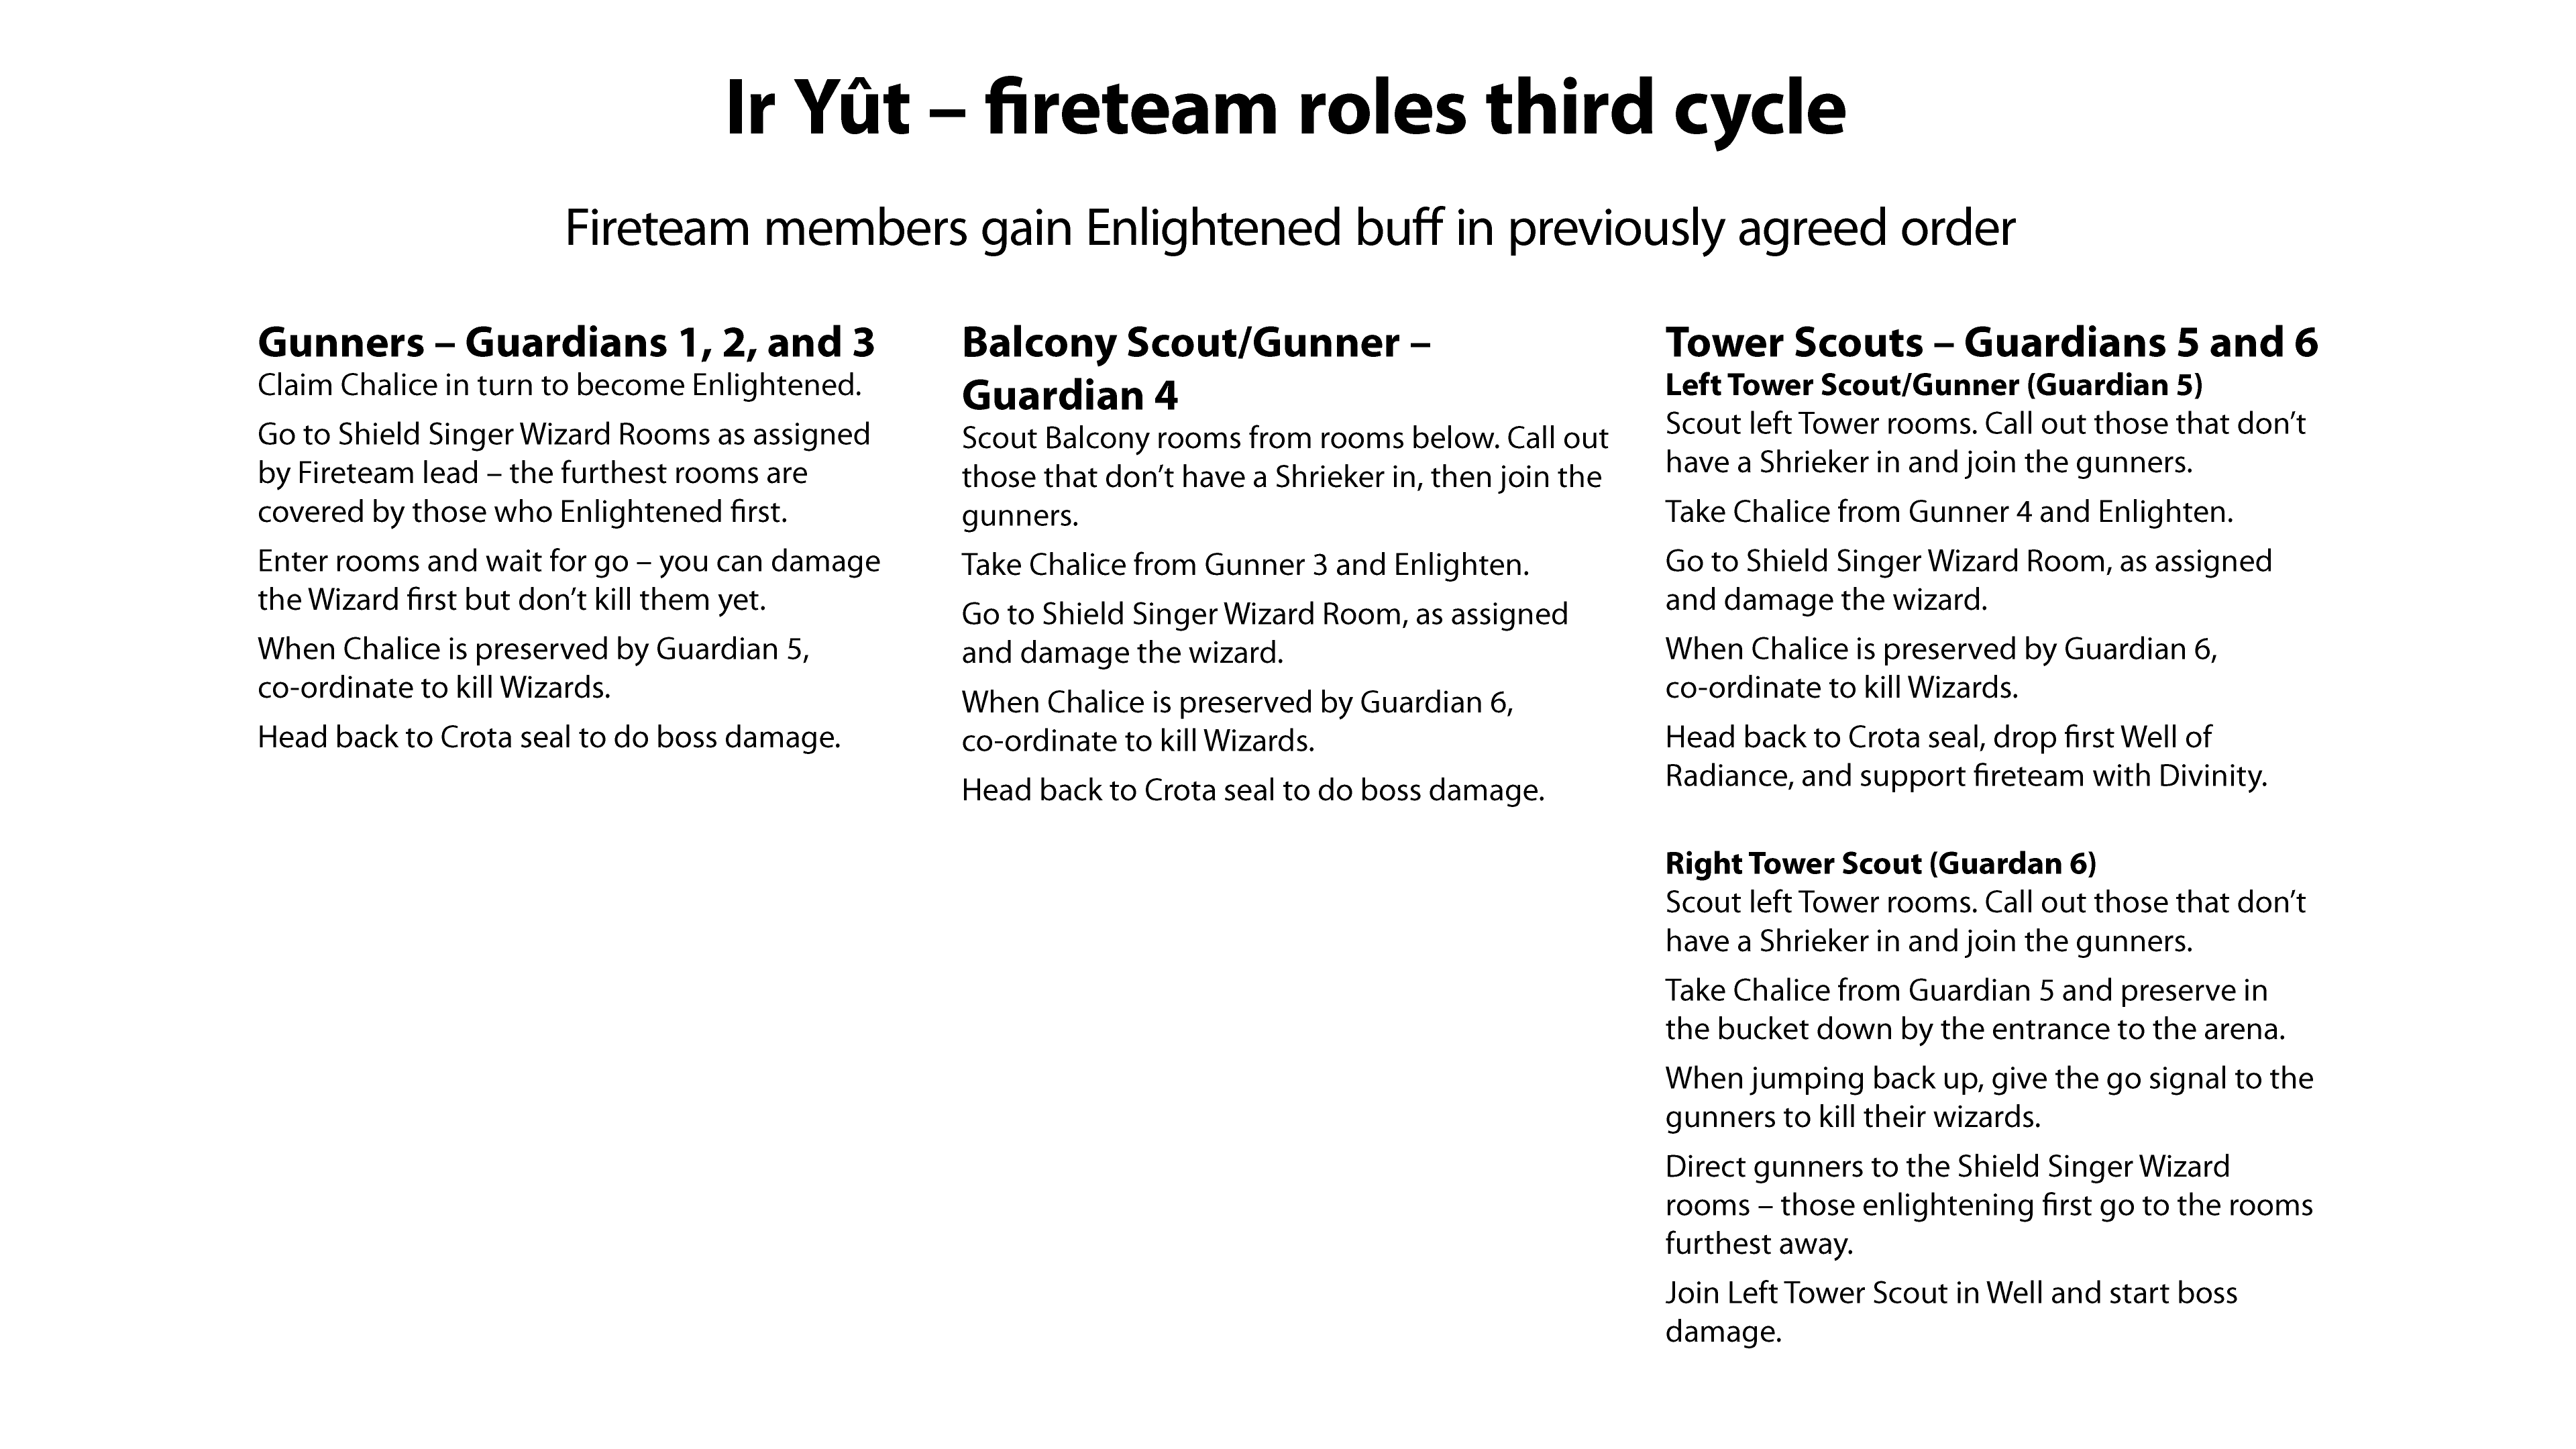 Ir Yût – fireteam roles third cycle
Fireteam members gain Enlightened buff in previously agreed order
Gunners – Guardians 1, 2, and 3
Claim Chalice in turn to become Enlightened.
Go to Shield Singer Wizard Rooms as assigned
by Fireteam lead – the furthest rooms are
covered by those who Enlightened first.
Enter rooms and wait for go – you can damage
the Wizard first but don’t kill them yet.
When Chalice is preserved by Guardian 5,
co-ordinate to kill Wizards.
Head back to Crota seal to do boss damage.
Balcony Scout/Gunner –
Guardian 4
Scout Balcony rooms from rooms below. Call out
those that don’t have a Shrieker in, then join the
gunners.
Take Chalice from Gunner 3 and Enlighten.
Go to Shield Singer Wizard Room, as assigned
and damage the wizard.
When Chalice is preserved by Guardian 6,
co-ordinate to kill Wizards.
Head back to Crota seal to do boss damage.
Tower Scouts – Guardians 5 and 6
Left Tower Scout/Gunner (Guardian 5)
Scout left Tower rooms. Call out those that don’t
have a Shrieker in and join the gunners.
Take Chalice from Gunner 4 and Enlighten.
Go to Shield Singer Wizard Room, as assigned
and damage the wizard.
When Chalice is preserved by Guardian 6,
co-ordinate to kill Wizards.
Head back to Crota seal, drop first Well of
Radiance, and support fireteam with Divinity.
Right Tower Scout (Guardan 6)
Scout left Tower rooms. Call out those that don’t
have a Shrieker in and join the gunners.
Take Chalice from Guardian 5 and preserve in
the bucket down by the entrance to the arena.
When jumping back up, give the go signal to the
gunners to kill their wizards.
Direct gunners to the Shield Singer Wizard
rooms – those enlightening first go to the rooms
furthest away.
Join Left Tower Scout in Well and start boss
damage.